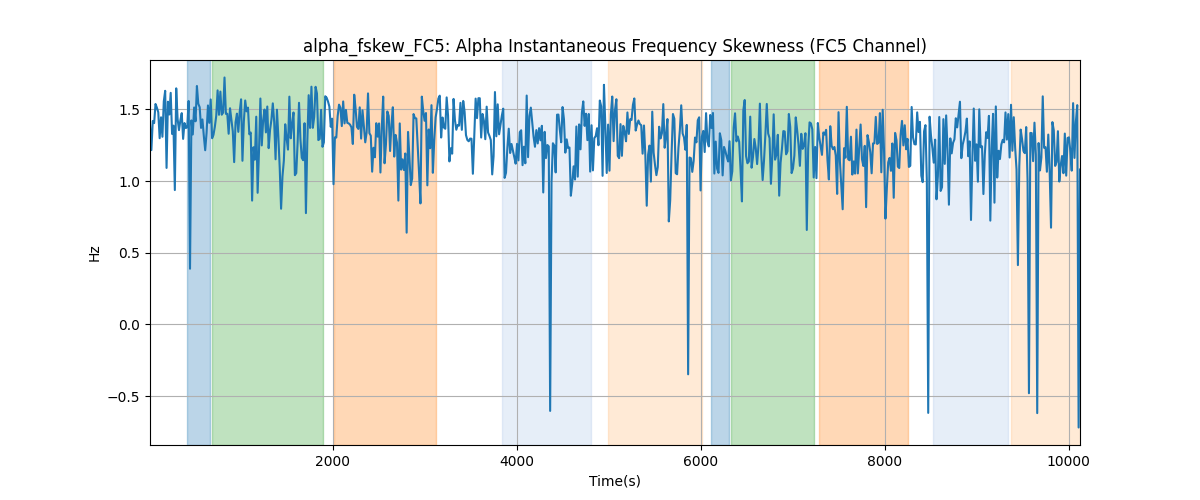 alpha_fskew_FC5: Alpha Instantaneous Frequency Skewness (FC5 Channel)
1.5
1.0
0.5
0.0
−0.5
Hz
2000 4000 6000 8000 10000
Time(s)